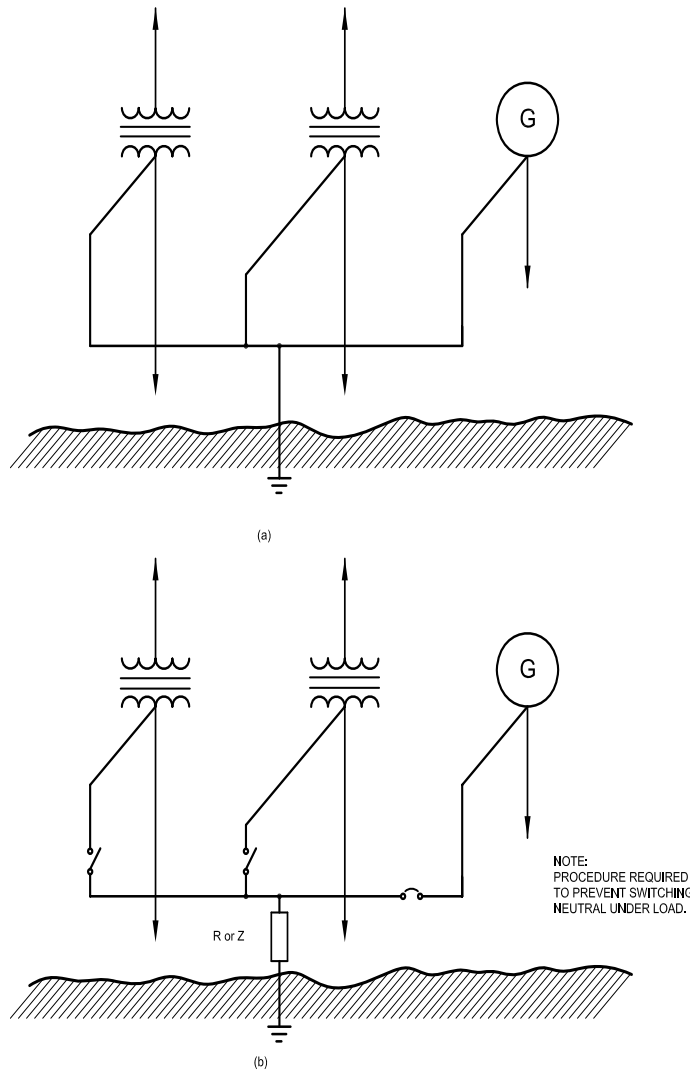 G
(a)
G
NOTE:
PROCEDURE REQUIRED
TO PREVENT SWITCHING
NEUTRAL UNDER LOAD.
R or Z
(b)